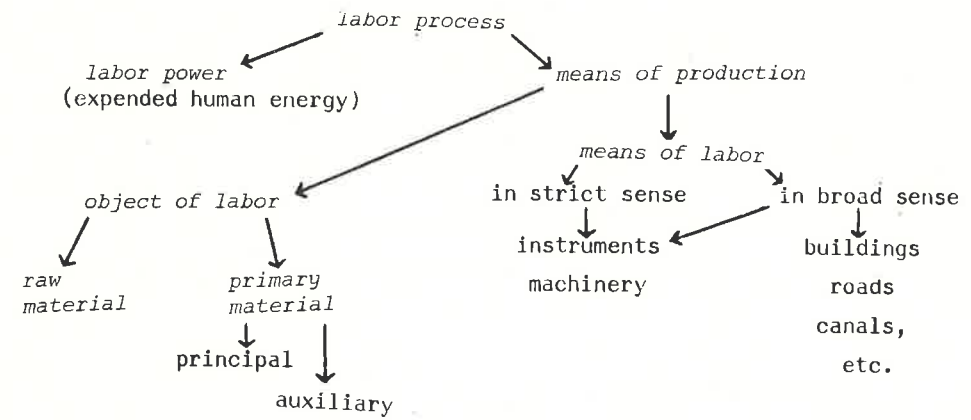 labor process
labor power
(expended human energy)
means of production
means of labor
object of labor
in strict sense
in broad sense
instruments
machinery
buildings
roads
canals,
etc.
raw
material
primary
material
principal
auxiliary